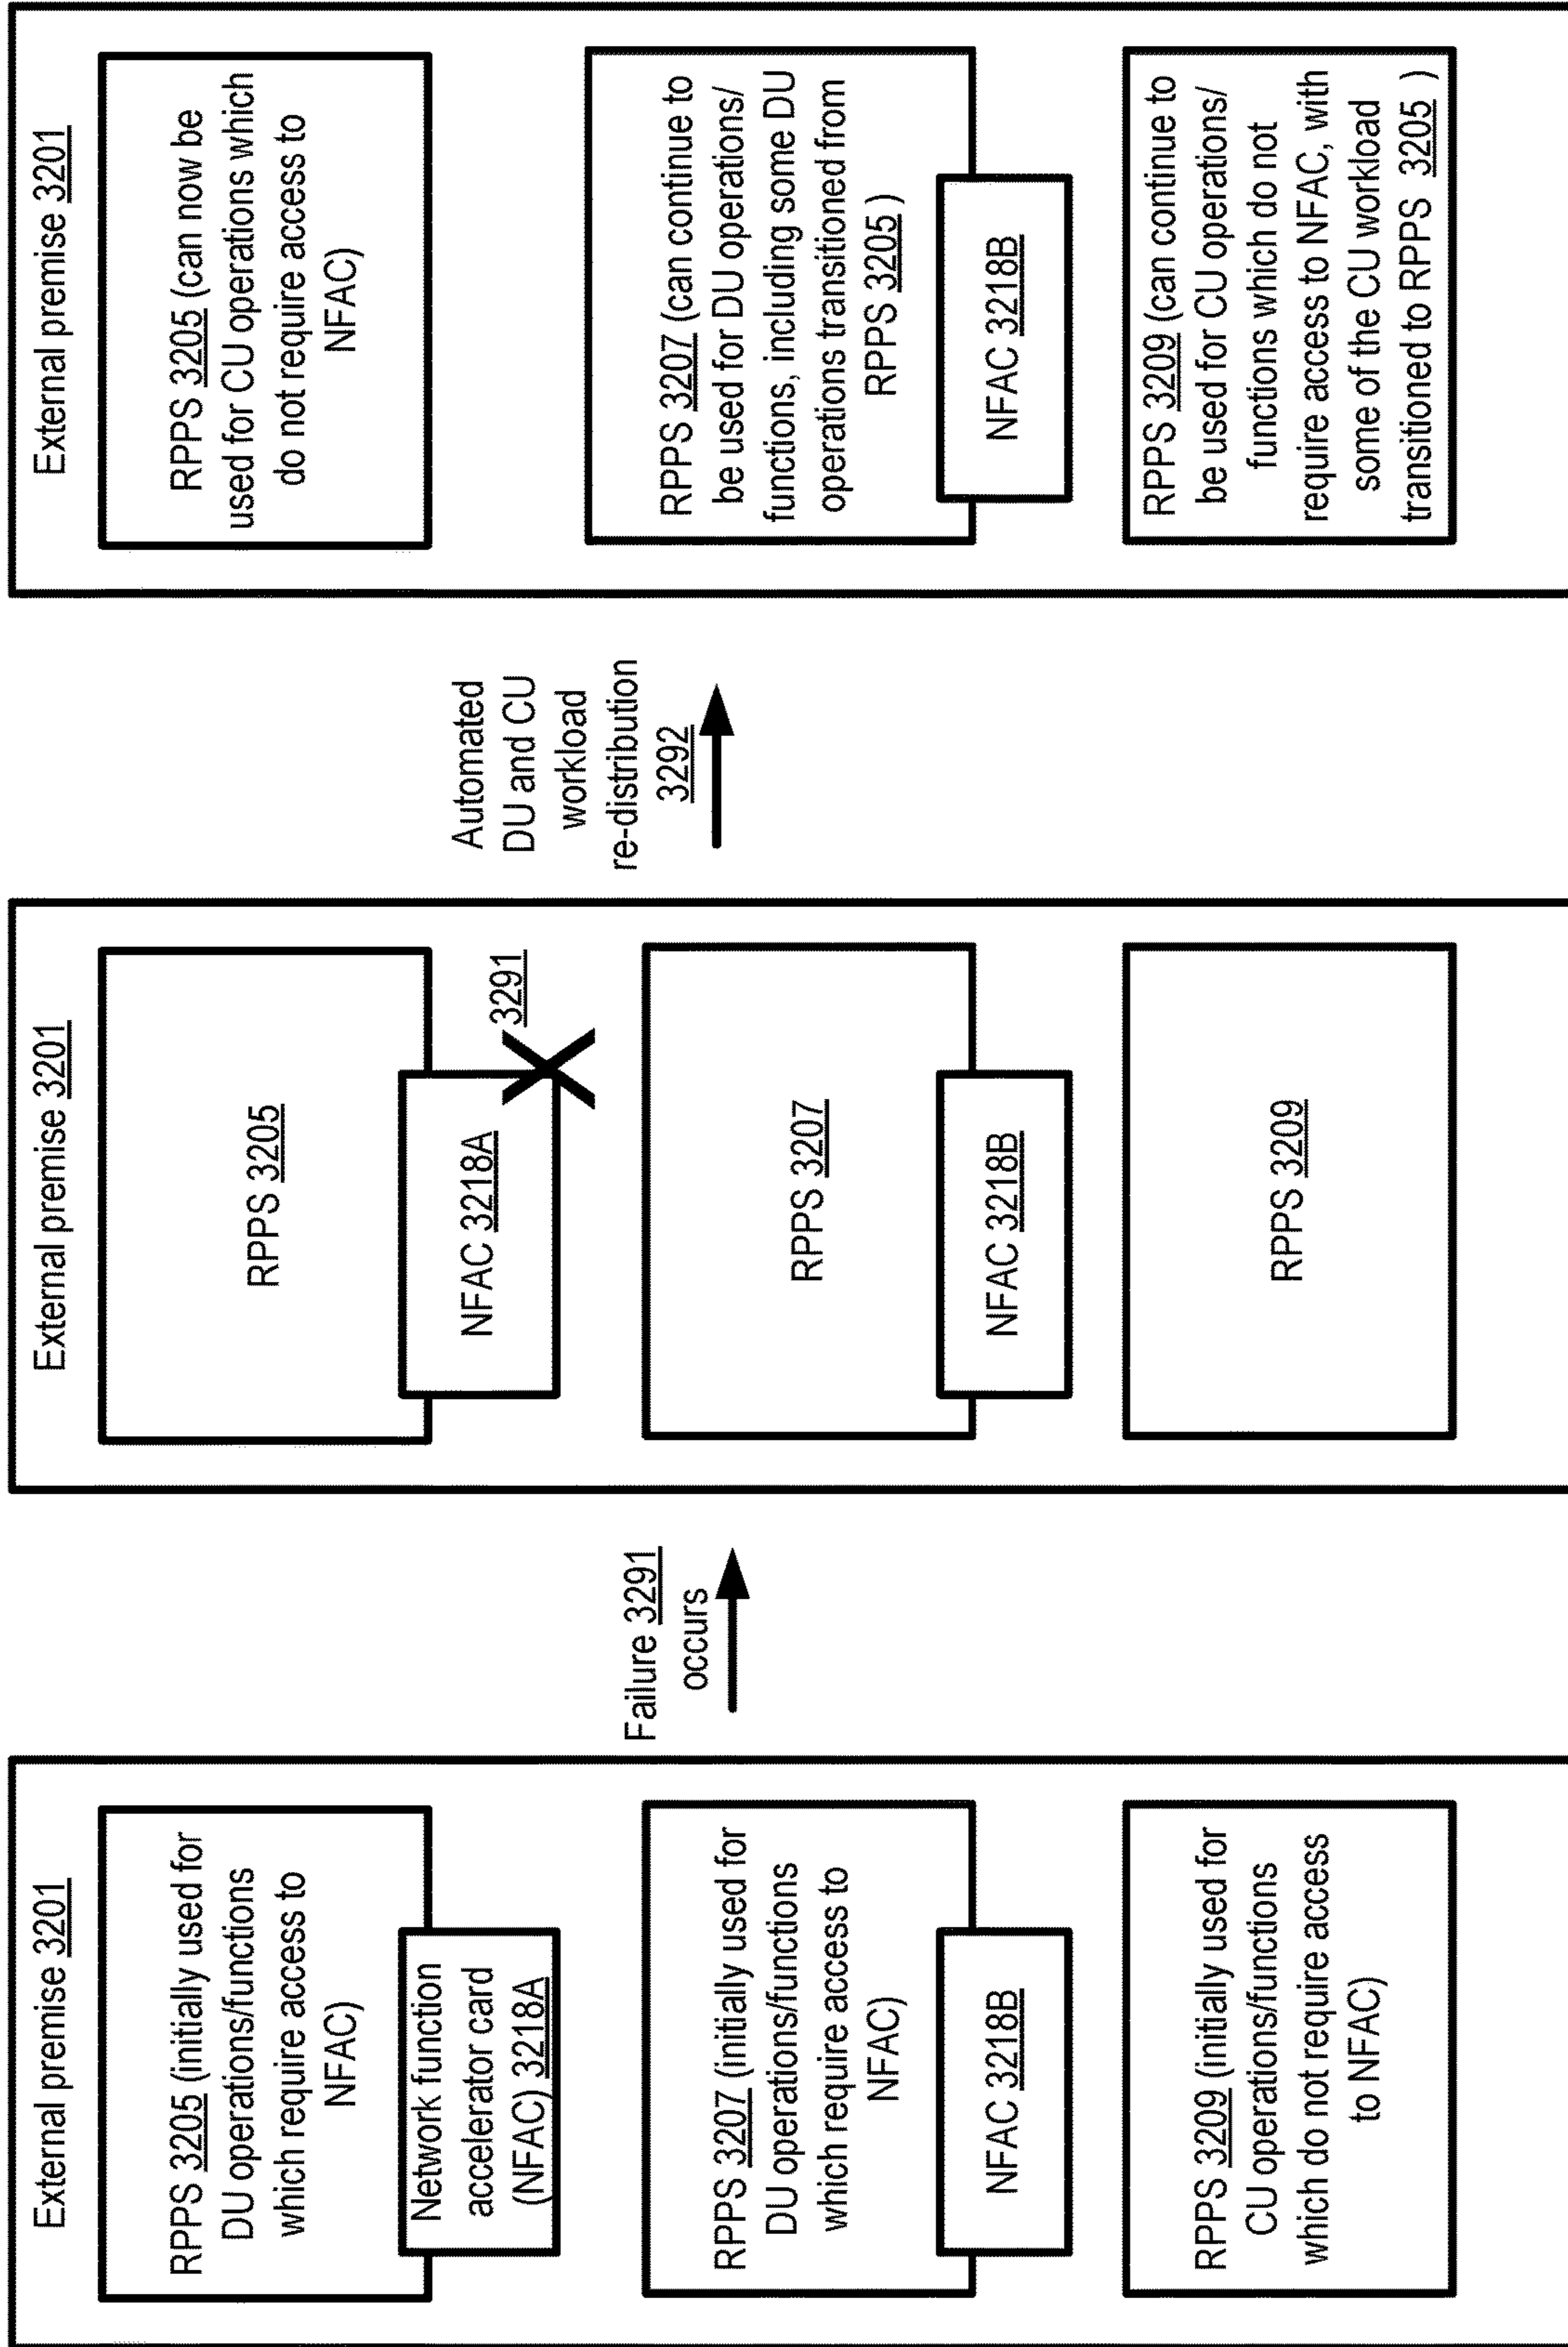 External premise 3201
RPPS 3205 (initially used for
DU operations/functions
which require access to
NFAC)
Network function
accelerator card
(NFAC) 3218A
RPPS 3207 (initially used for
DU operations/functions
which require access to
NFAC)
NFAC 3218B
RPPS 3209 (initially used for
CU operations/functions
which do not require access
to NFAC)
Failure 3291
occurs
External premise 3201
RPPS 3205
NFAC 3218A
3291
RPPS 3207
NFAC 3218B
RPPS 3209
Automated
DU and CU
workload
re-distribution
3292
External premise 3201
RPPS 3205 (can now be
used for CU operations which
do not require access to
NFAC)
RPPS 3207 (can continue to
be used for DU operations/
functions, including some DU
operations transitioned from
RPPS 3205 )
NFAC 3218B
RPPS 3209 (can continue to
be used for CU operations/
functions which do not
require access to NFAC, with
some of the CU workload
transitioned to RPPS 3205 )